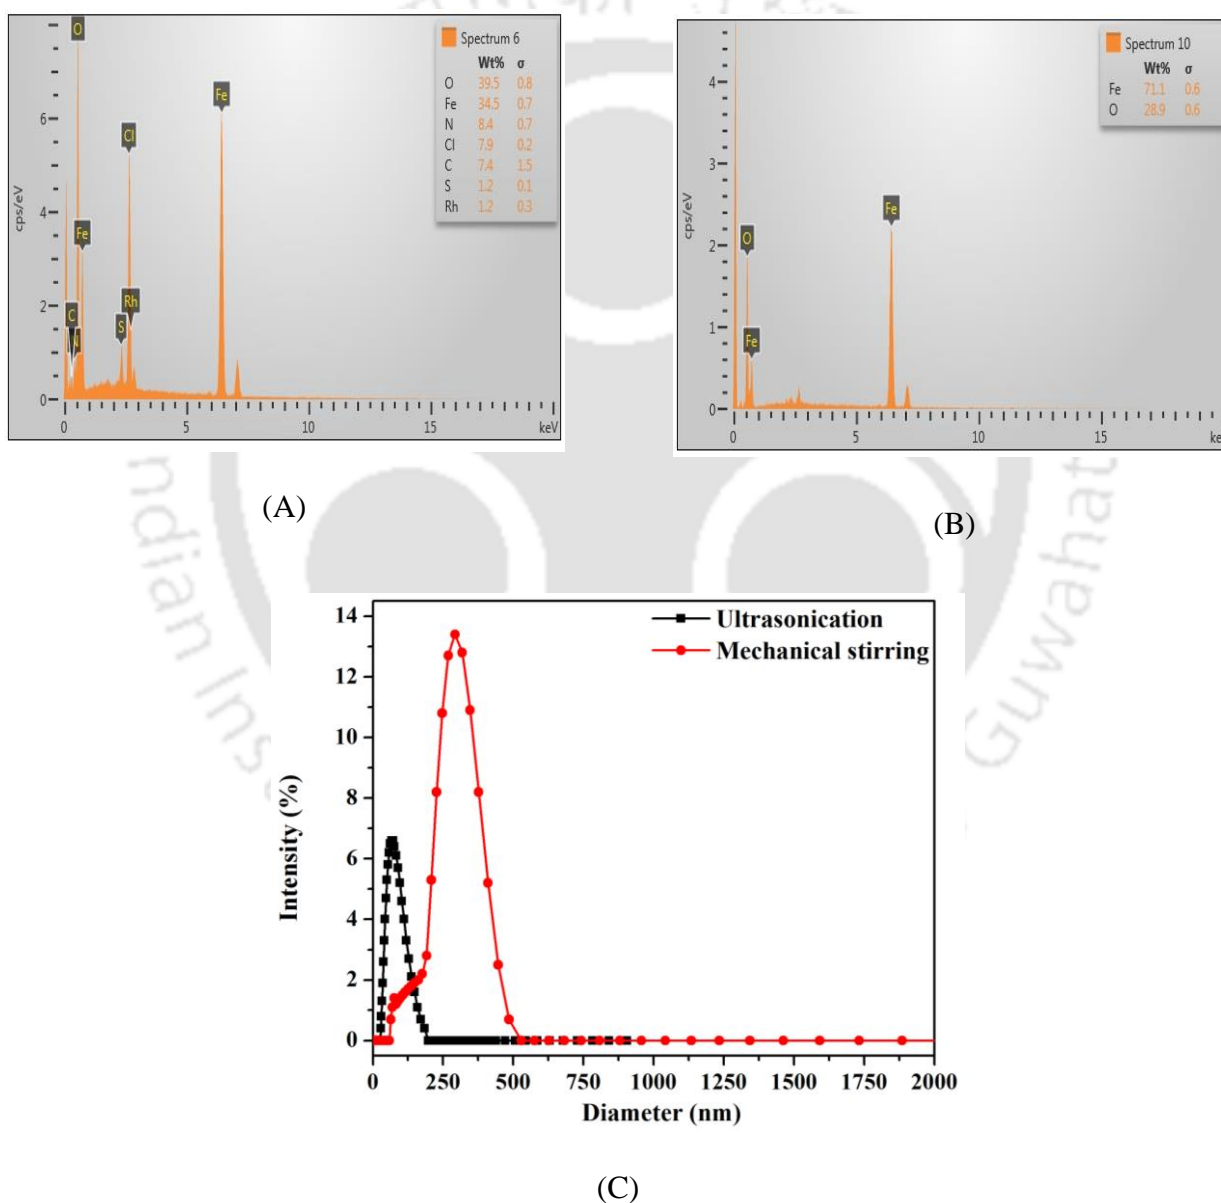 Spectrum 6
Wt% σ
O 39.5 0.8
Fe 34.5 0.7
N 8.4 0.7
Cl 7.9 0.2
C 7.4 1.5
S 1.2 0.1
Rh 1.2 0.3
O
Fe
Cl
Fe
C
N
S
Rh
cps/eV
6
4
2
0
0 5 10 15 keV
(A)
Spectrum 10
Wt% σ
Fe 71.1 0.6
O 28.9 0.6
Fe
O
Fe
cps/eV
4
3
2
1
0
0 5 10 15 ke
(B)
ndian Ins
Guwahat
Ultrasonication
Mechanical stirring
Intensity (%)
14
12
10
8
6
4
2
0
0 250 500 750 1000 1250 1500 1750 2000
Diameter (nm)
(C)